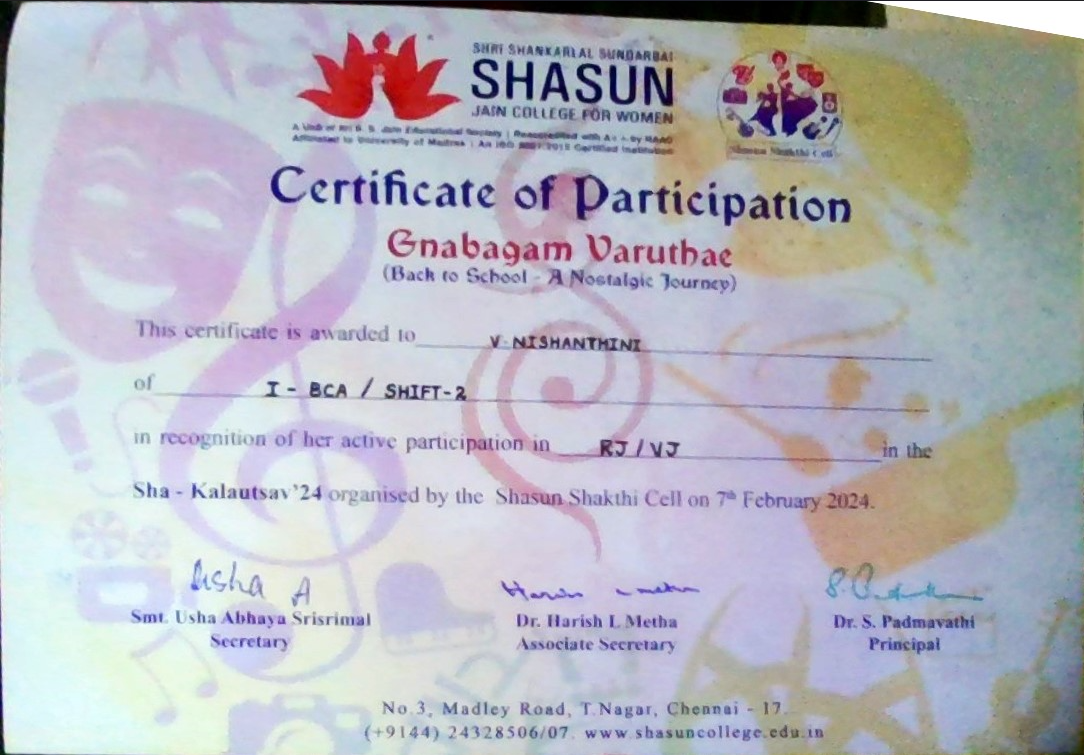 SHRI SHANKARLAL SUNDARBAI
SHASUN
JAIN COLLEGE FOR WOMEN
A Unit of Sri S. S. Jain Educational Society | Reaccredited with A+ + by NAAC
Affiliated to University of Madras | An ISO 9001:2015 Certified Institution
Shasun Shakthi Cell
Certificate of Participation
Gnabagam Varuthae
(Back to School - A Nostalgic Journey)
This certificate is awarded to V. NISHANTHINI
of I - BCA / SHIFT-2
in recognition of her active participation in RJ / VJ in the
Sha - Kalautsav'24 organised by the Shasun Shakthi Cell on 7th February 2024.
Usha A
Smt. Usha Abhaya Srisrimal
Secretary
Dr. Harish L Metha
Associate Secretary
Dr. S. Padmavathi
Principal
No.3, Madley Road, T.Nagar, Chennai - 17.
(+9144) 24328506/07. www.shasuncollege.edu.in